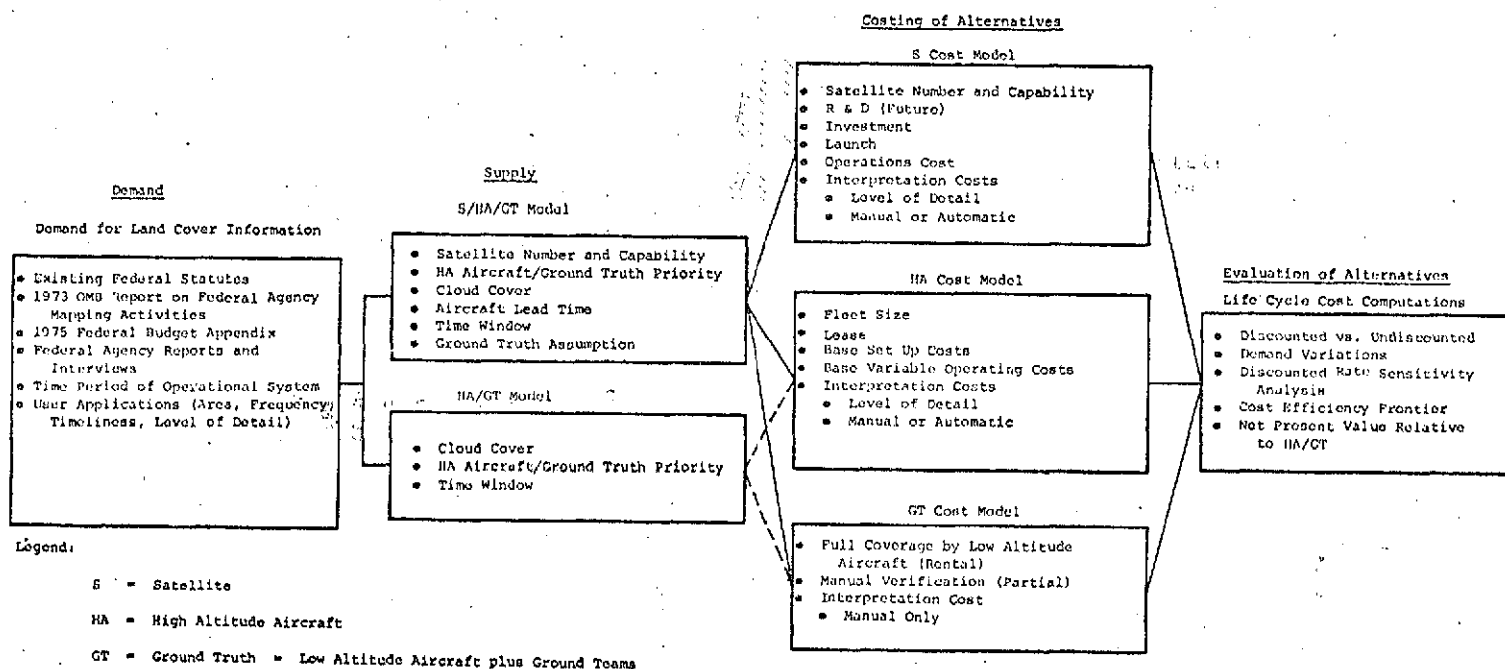 Demand
Demand for Land Cover Information
• Existing Federal Statutes
• 1973 OMB Report on Federal Agency
Mapping Activities
• 1975 Federal Budget Appendix
• Federal Agency Reports and
Interviews
• Time Period of Operational System
• User Applications (Area, Frequency,
Timeliness, Level of Detail)
Supply
S/HA/GT Model
• Satellite Number and Capability
• HA Aircraft/Ground Truth Priority
• Cloud Cover
• Aircraft Lead Time
• Time Window
• Ground Truth Assumption
HA/GT Model
• Cloud Cover
• HA Aircraft/Ground Truth Priority
• Time Window
Costing of Alternatives
S Cost Model
• Satellite Number and Capability
• R & D (Future)
• Investment
• Launch
• Operations Cost
• Interpretation Costs
• Level of Detail
• Manual or Automatic
HA Cost Model
• Fleet Size
• Lease
• Base Set Up Costs
• Base Variable Operating Costs
• Interpretation Costs
• Level of Detail
• Manual or Automatic
GT Cost Model
• Full Coverage by Low Altitude
Aircraft (Rental)
• Manual Verification (Partial)
• Interpretation Cost
• Manual Only
Evaluation of Alternatives
Life Cycle Cost Computations
• Discounted vs. Undiscounted
• Demand Variations
• Discounted Rate Sensitivity
Analysis
• Cost Efficiency Frontier
• Net Present Value Relative
to HA/GT
Legend:
S = Satellite
HA = High Altitude Aircraft
GT = Ground Truth = Low Altitude Aircraft plus Ground Teams